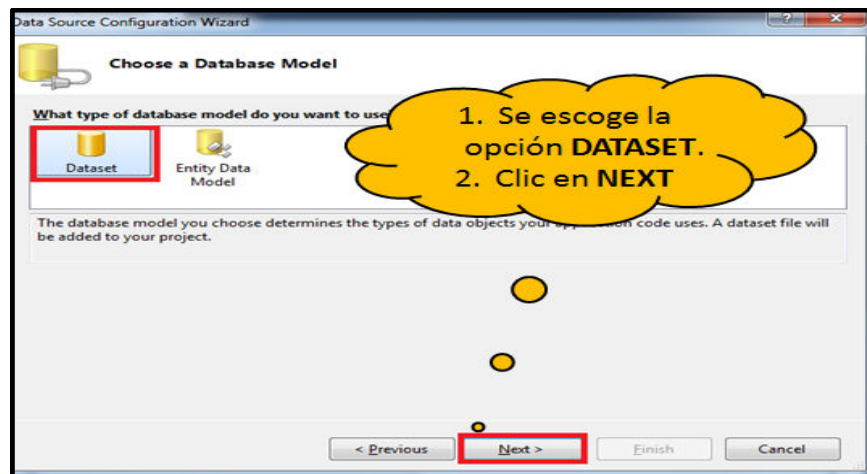 Data Source Configuration Wizard
Choose a Database Model
What type of database model do you want to use
1. Se escoge la
opción DATASET.
2. Clic en NEXT
Dataset
Entity Data
Model
The database model you choose determines the types of data objects your application code uses. A dataset file will
be added to your project.
< Previous
Next >
Finish
Cancel